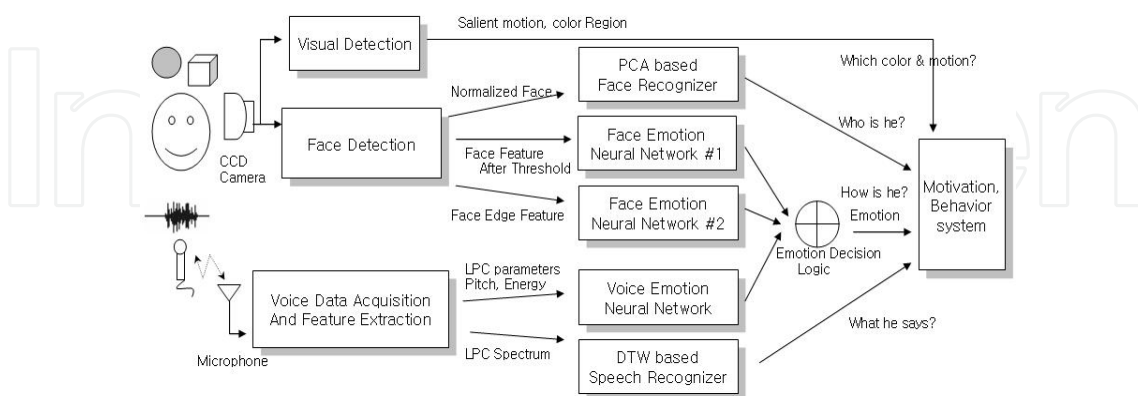 Salient motion, color Region
Visual Detection
Which color & motion?
PCA based
Face Recognizer
Normalized Face
Who is he?
Face Detection
CCD
Camera
Face Feature
After Threshold
Face Emotion
Neural Network #1
Face Edge Feature
Face Emotion
Neural Network #2
How is he?
Emotion
Emotion Decision
Logic
Motivation,
Behavior
system
LPC parameters
Pitch, Energy
Voice Data Acquisition
And Feature Extraction
Voice Emotion
Neural Network
What he says?
Microphone
LPC Spectrum
DTW based
Speech Recognizer